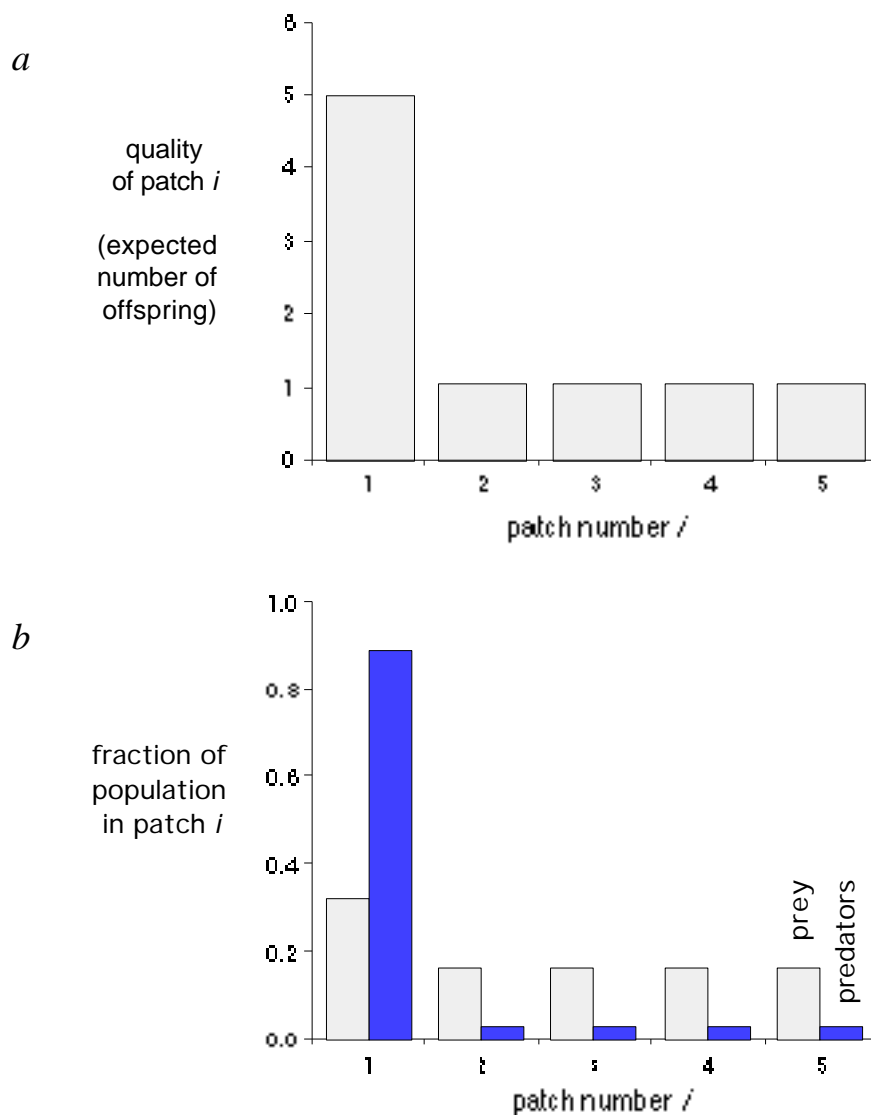 a
quality
of patch i
(expected
number of
offspring)
6
5
4
3
2
1
0
1 2 3 4 5
patch number i
b
fraction of
population
in patch i
1.0
0.8
0.6
0.4
0.2
0.0
prey
predators
1 4 5
patch number i